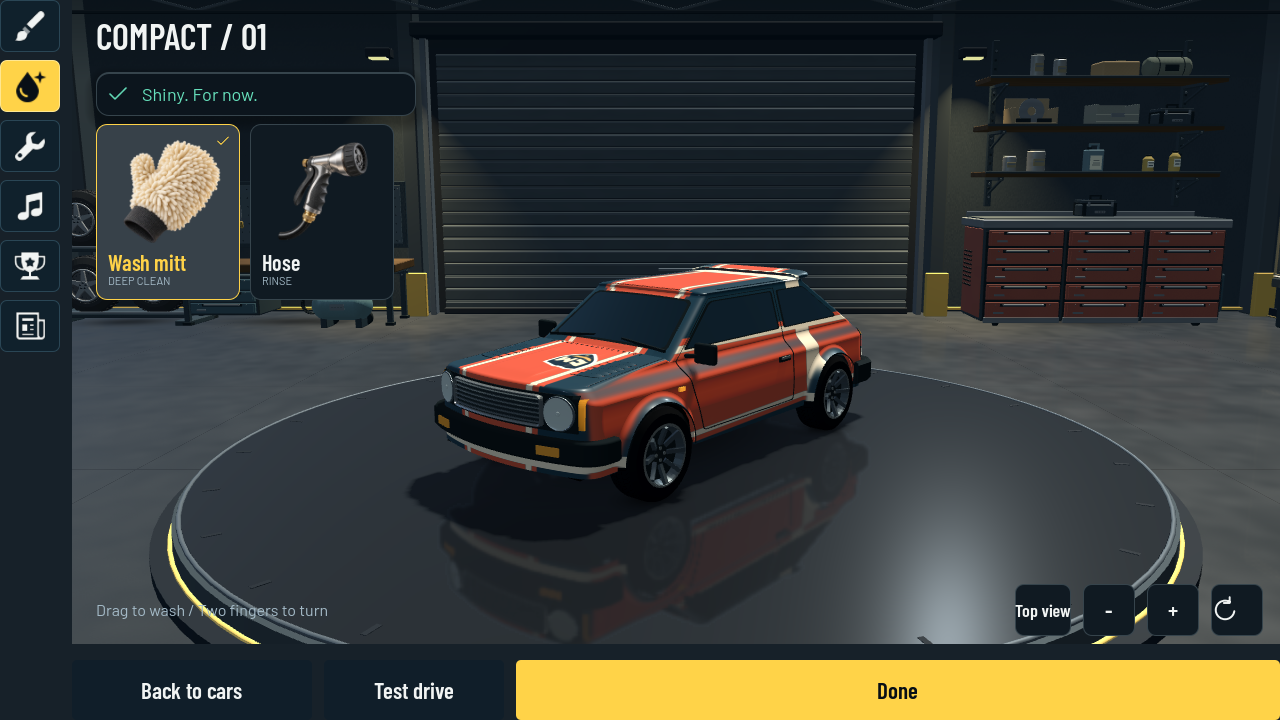 COMPACT / 01
Shiny. For now.
Wash mitt
DEEP CLEAN
Hose
RINSE
Drag to wash / Two fingers to turn
Top view
-
+
Back to cars
Test drive
Done